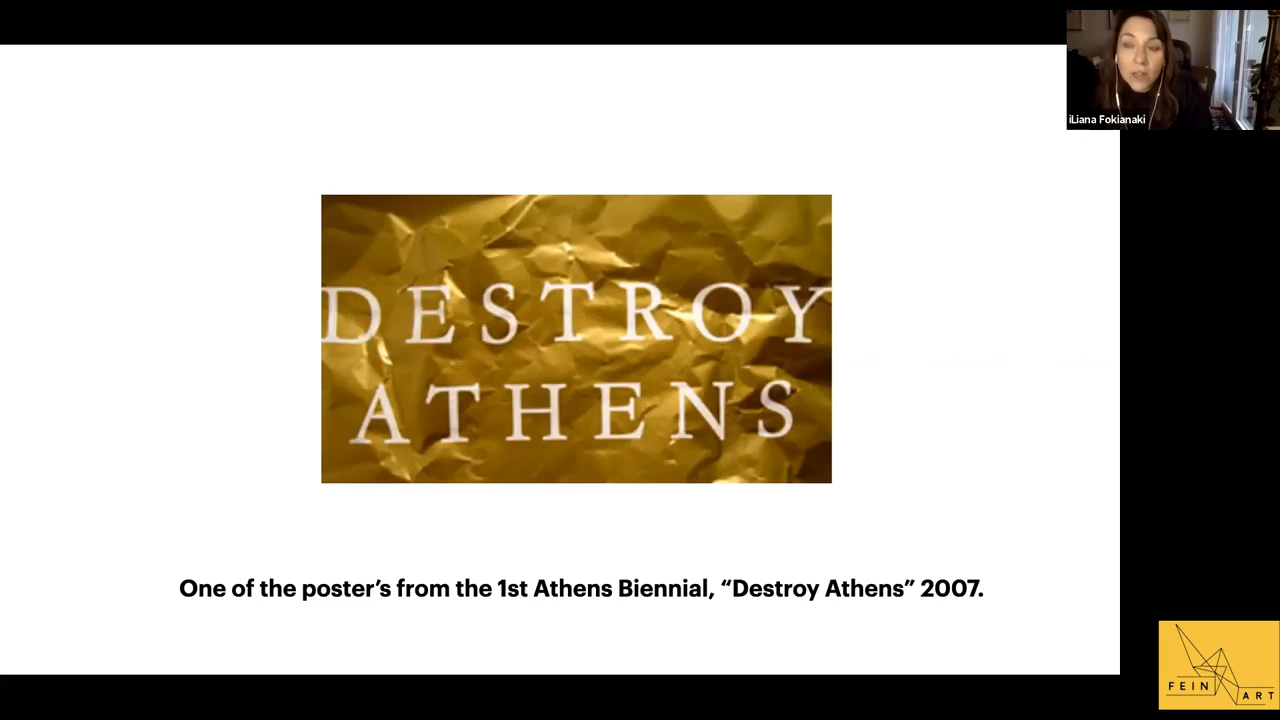 iLiana Fokianaki
DESTROY
ATHENS
One of the poster’s from the 1st Athens Biennial, “Destroy Athens” 2007.
FEIN
ART